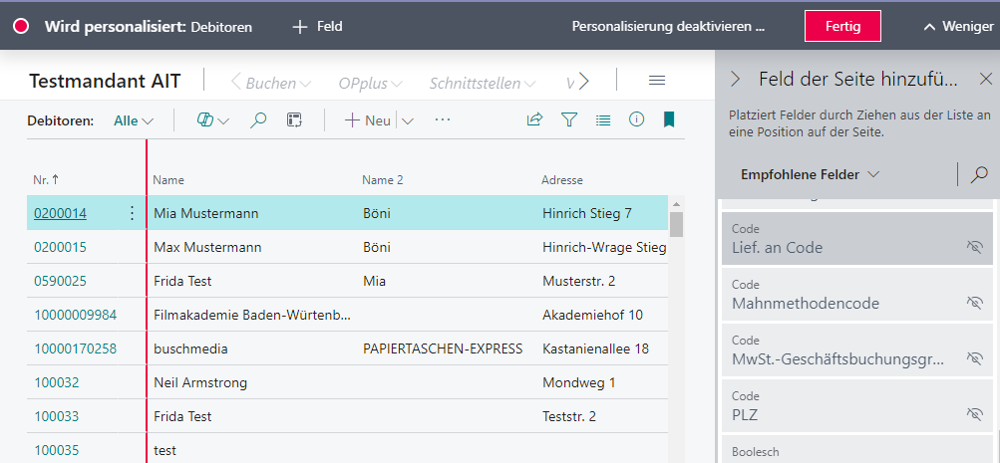 Wird personalisiert: Debitoren + Feld Personalisierung deaktivieren ... Fertig Weniger
Testmandant AIT Buchen OPplus Schnittstellen V
Debitoren: Alle + Neu ...
Nr. ↑ Name Name 2 Adresse
0200014 Mia Mustermann Böni Hinrich Stieg 7
0200015 Max Mustermann Böni Hinrich-Wrage Stieg
0590025 Frida Test Mia Musterstr. 2
10000009984 Filmakademie Baden-Würtenb... Akademiehof 10
10000170258 buschmedia PAPIERTASCHEN-EXPRESS Kastanienallee 18
100032 Neil Armstrong Mondweg 1
100033 Frida Test Teststr. 2
100035 test
Feld der Seite hinzufü...
Platziert Felder durch Ziehen aus der Liste an
eine Position auf der Seite.
Empfohlene Felder
Code
Lief. an Code
Code
Mahnmethodencode
Code
MwSt.-Geschäftsbuchungsgr...
Code
PLZ
Boolesch